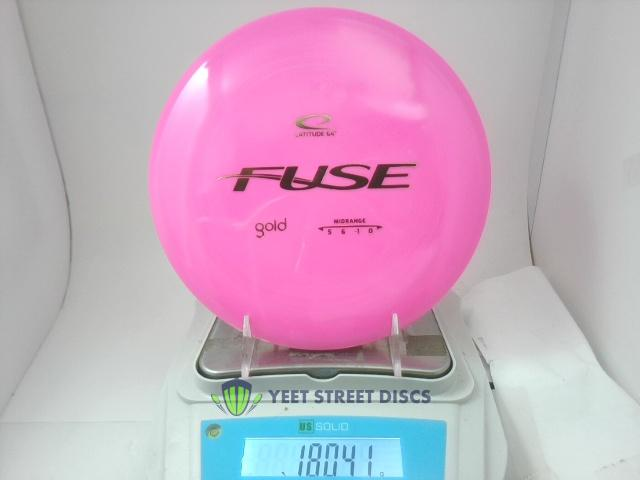 LATITUDE 64°
FUSE
gold
MIDRANGE
5 6 -1 0
YEET STREET DISCS
US SOLID
180.41
g